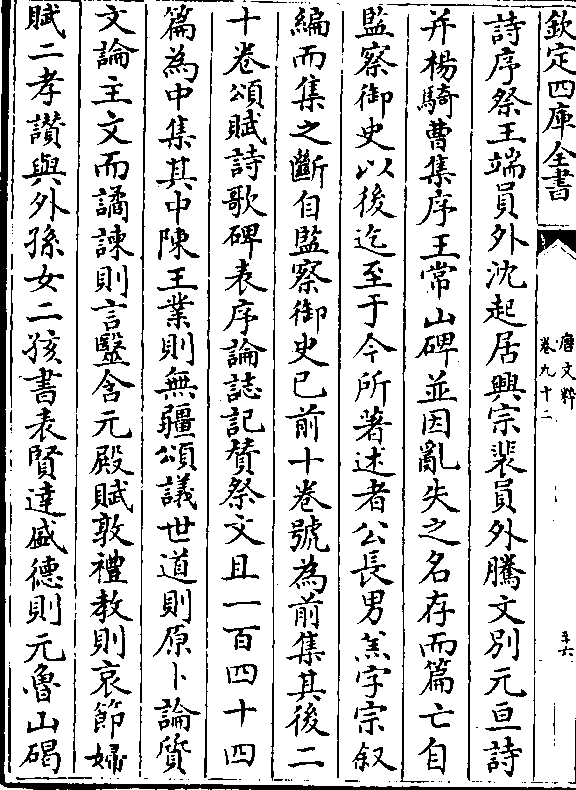 欽定四庫全書
唐文粹
卷九十二
詩序祭王端員外沈起居興宗裴員外騰文別元亘詩
并楊騎曹集序王常山碑並因亂失之名存而篇亡自
監察御史以後迄至于今所著述者公長男羔字宗叙
編而集之斷自監察御史已前十卷號為前集其後二
十卷頌賦詩歌碑表序論誌記賛祭文且一百四十四
篇為中集其中陳王業則無疆頌議世道則原卜論質
文論主文而譎諫則言毉含元殿賦敦禮教則哀節婦
賦二孝讃與外孫女二孩書表賢達盛德則元魯山碣